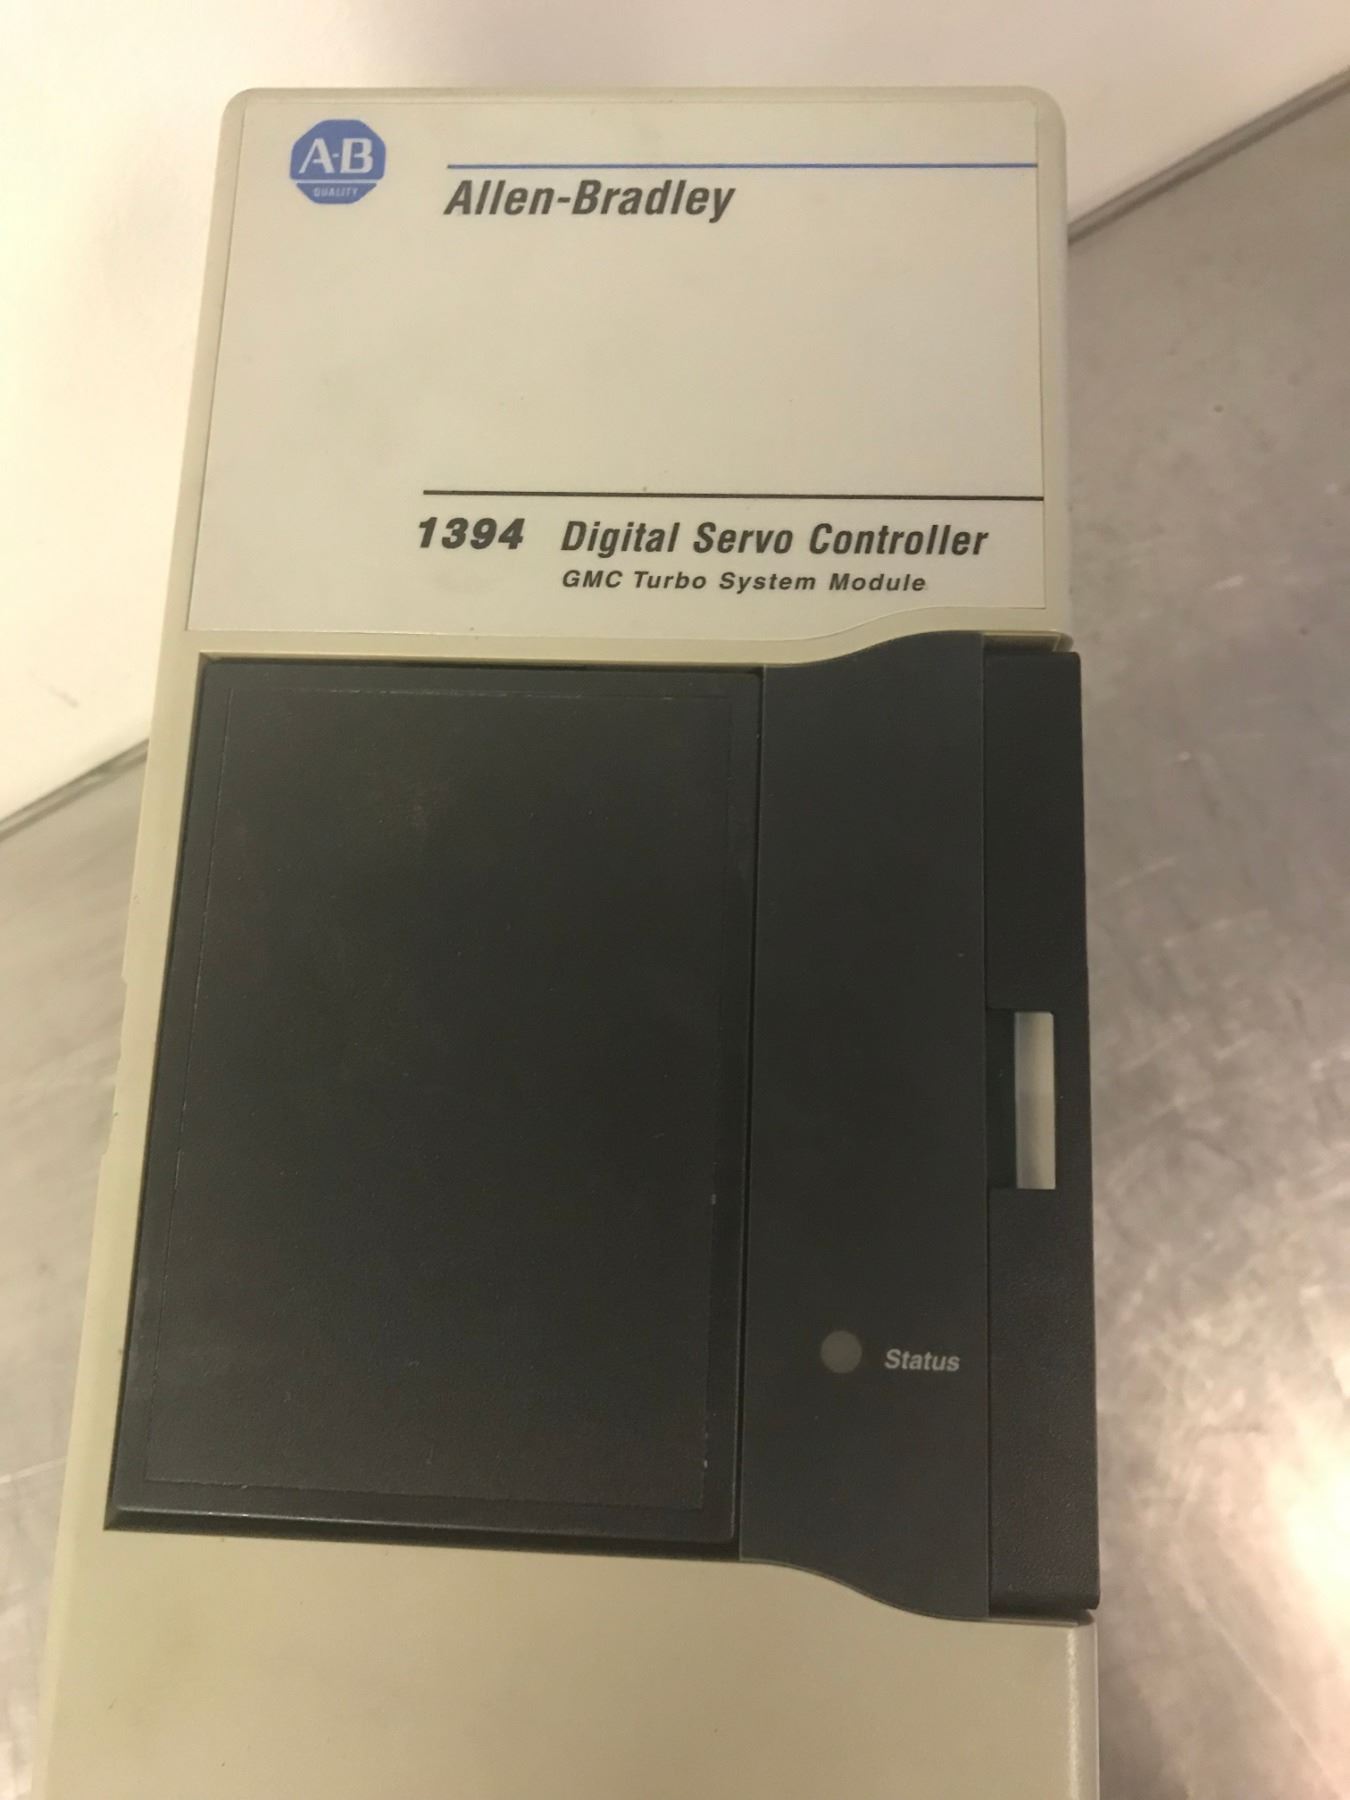 A-B
QUALITY
Allen-Bradley
1394 Digital Servo Controller
GMC Turbo System Module
Status